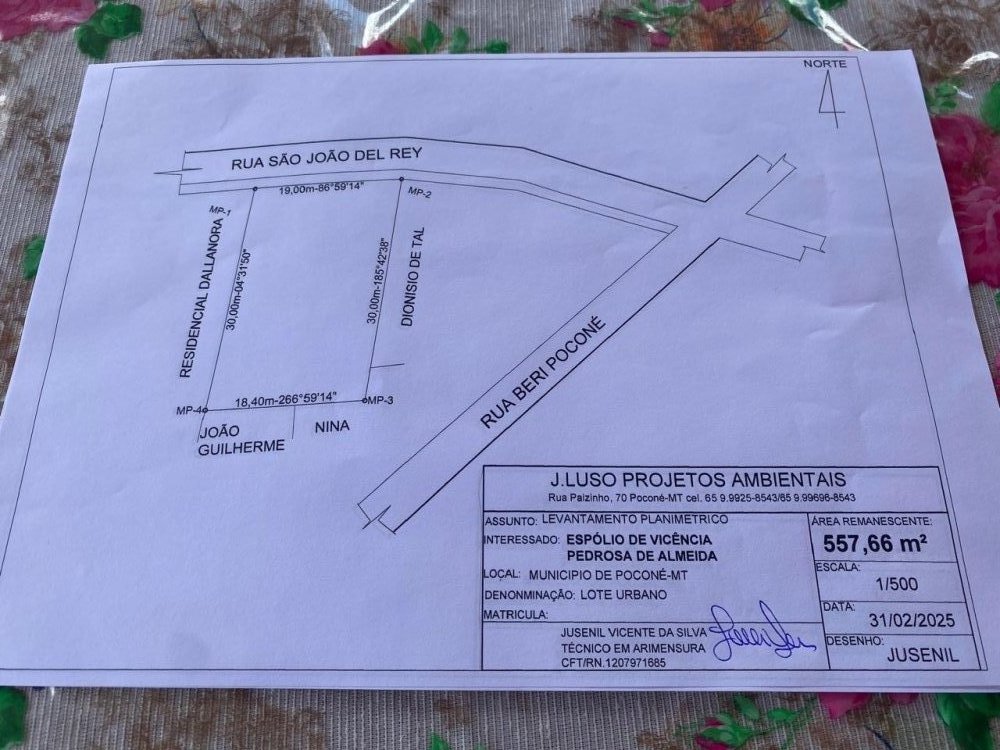 NORTE
RUA SÃO JOÃO DEL REY
19,00m-86°59'14"
MP-1
MP-2
RESIDENCIAL DALLANORA
30,00m-04°31'50"
30,00m-185°42'38"
DIONISIO DE TAL
MP-4
18,40m-266°59'14"
MP-3
JOÃO
GUILHERME
NINA
RUA BERI POCONÉ
J.LUSO PROJETOS AMBIENTAIS
Rua Paizinho, 70 Poconé-MT cel. 65 9.9925-8543/65 9.99696-8543
ASSUNTO: LEVANTAMENTO PLANIMETRICO
INTERESSADO: ESPÓLIO DE VICÊNCIA
PEDROSA DE ALMEIDA
LOÇAL: MUNICIPIO DE POCONÉ-MT
DENONMINAÇÃO: LOTE URBANO
MATRICULA:
JUSENIL VICENTE DA SILVA
TÉCNICO EM ARIMENSURA
CFT/RN.1207971685
ÁREA REMANESCENTE:
557,66 m²
ESCALA:
1/500
DATA:
31/02/2025
DESENHO:
JUSENIL